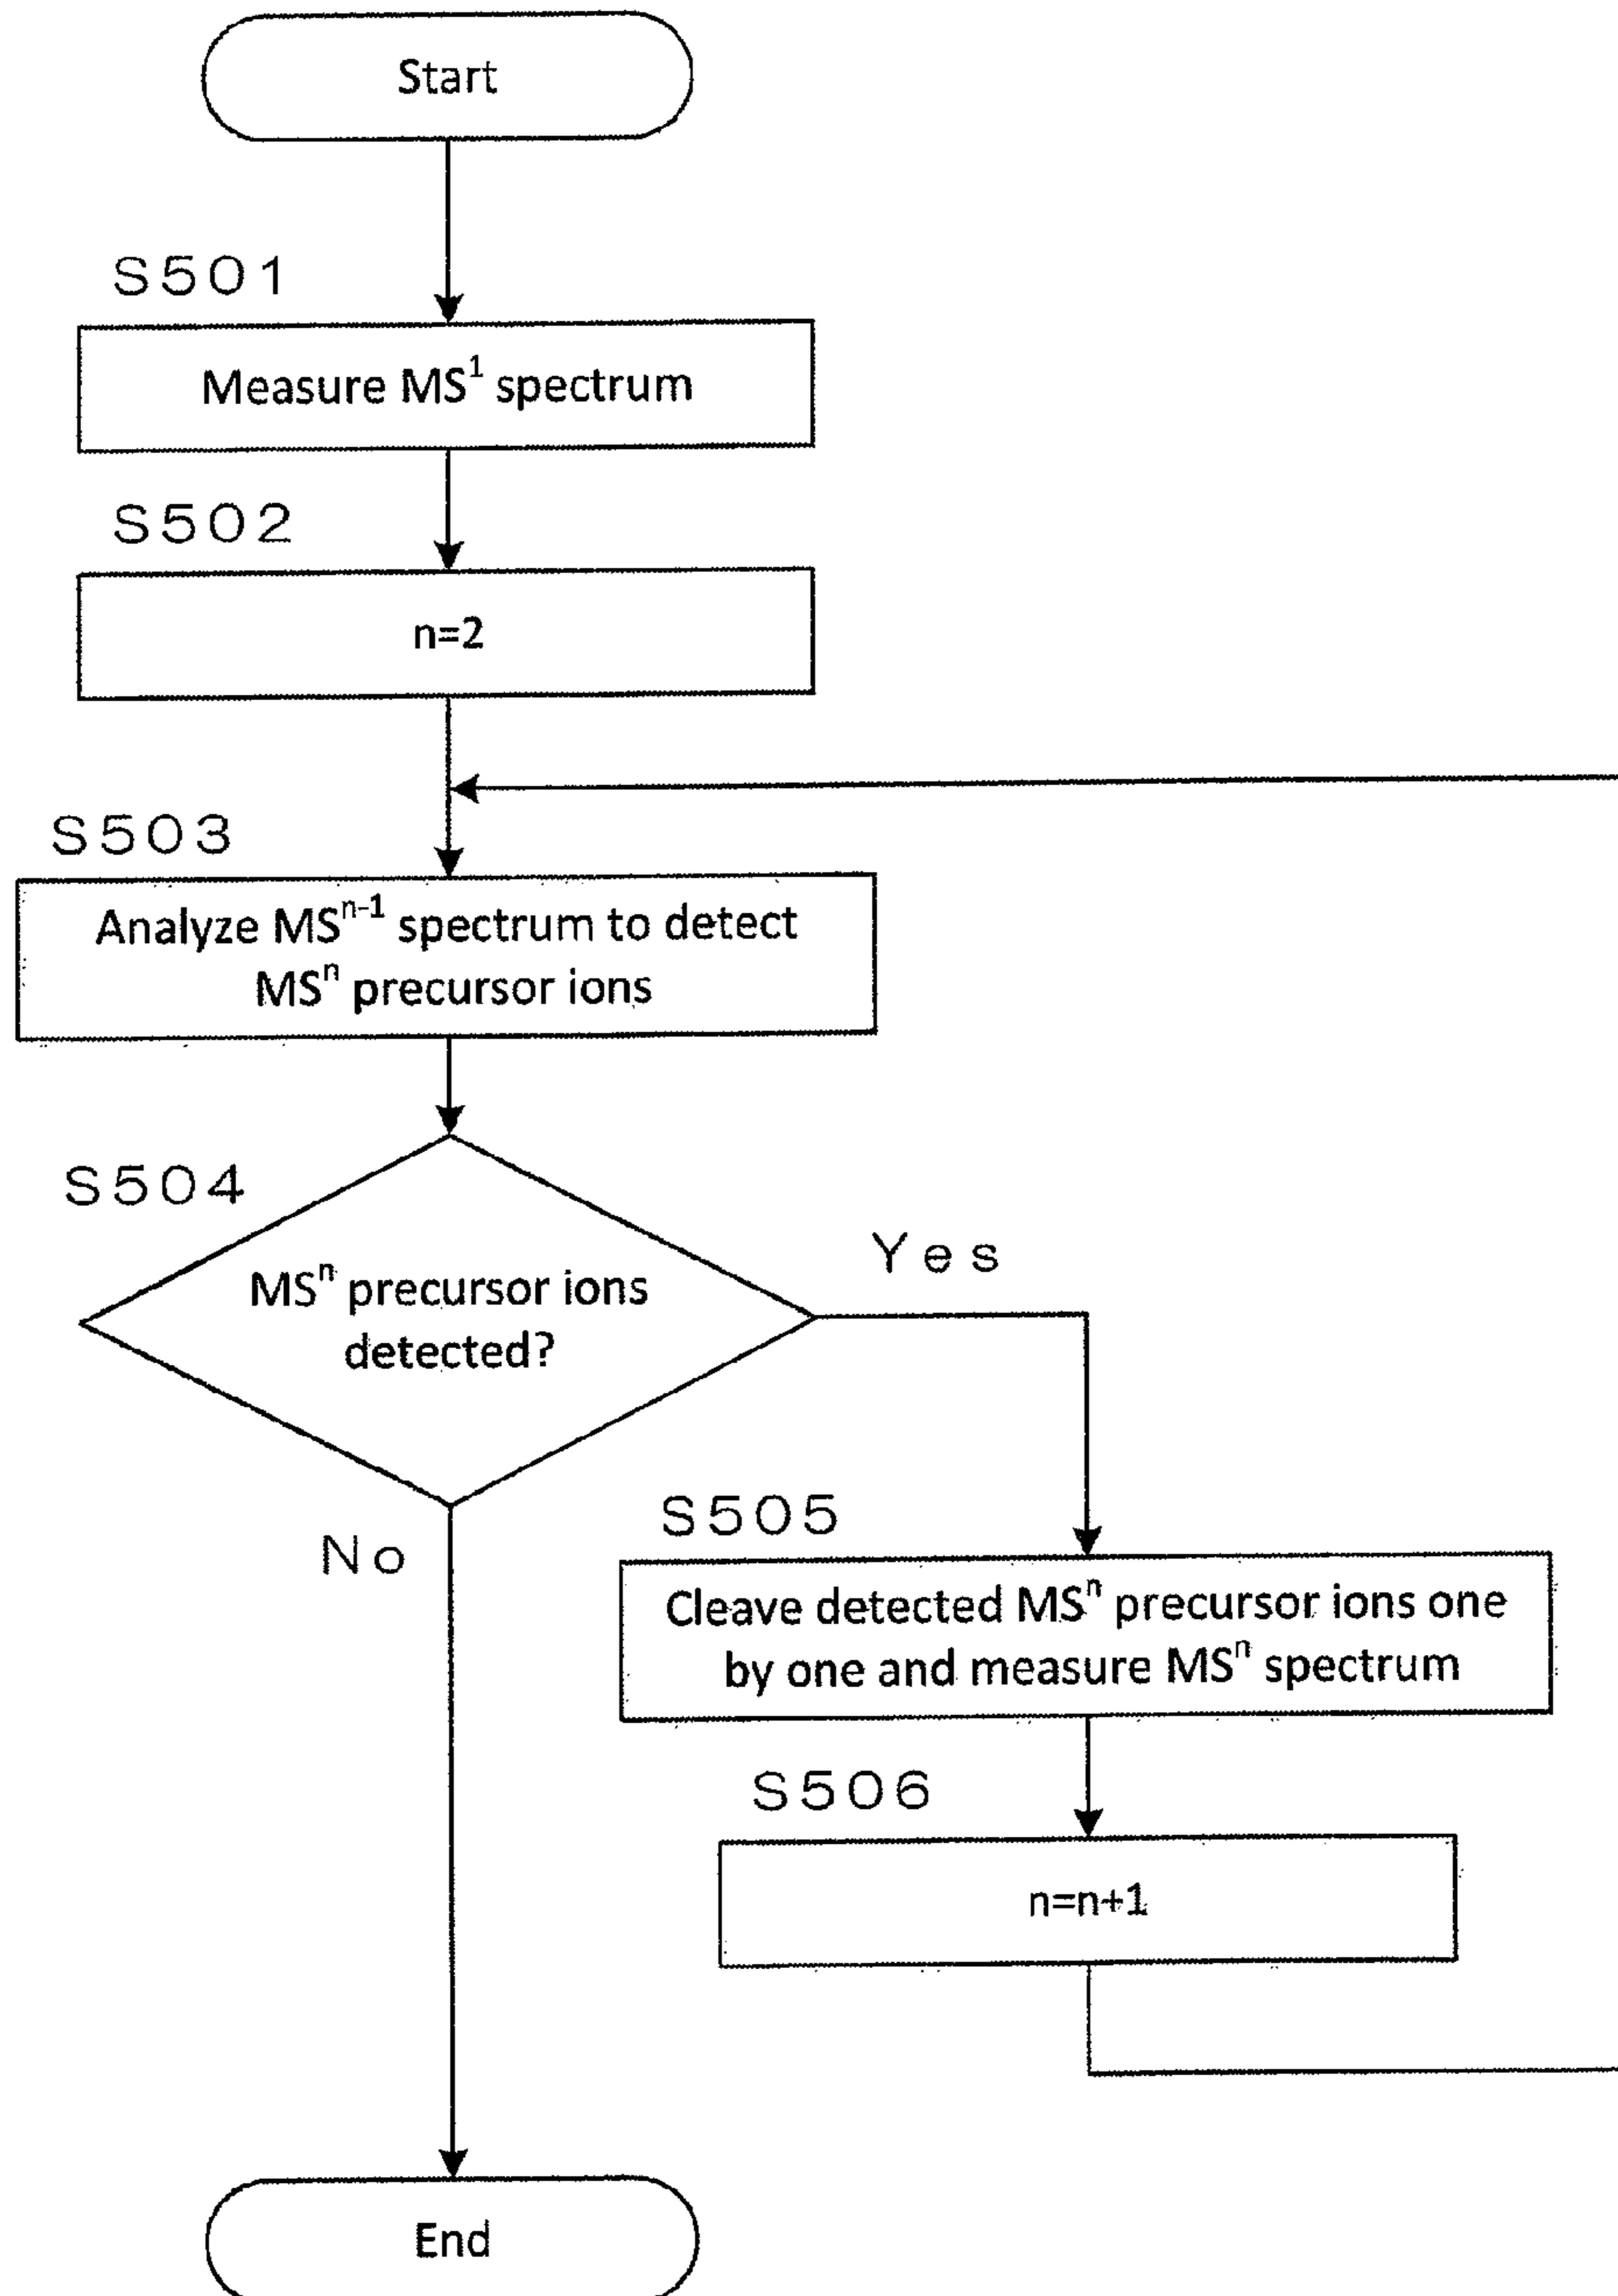 Start
S501
Measure MS¹ spectrum
S502
n=2
S503
Analyze MSⁿ⁻¹ spectrum to detect
MSⁿ precursor ions
S504
MSⁿ precursor ions
detected?
Yes
No
S505
Cleave detected MSⁿ precursor ions one
by one and measure MSⁿ spectrum
S506
n=n+1
End